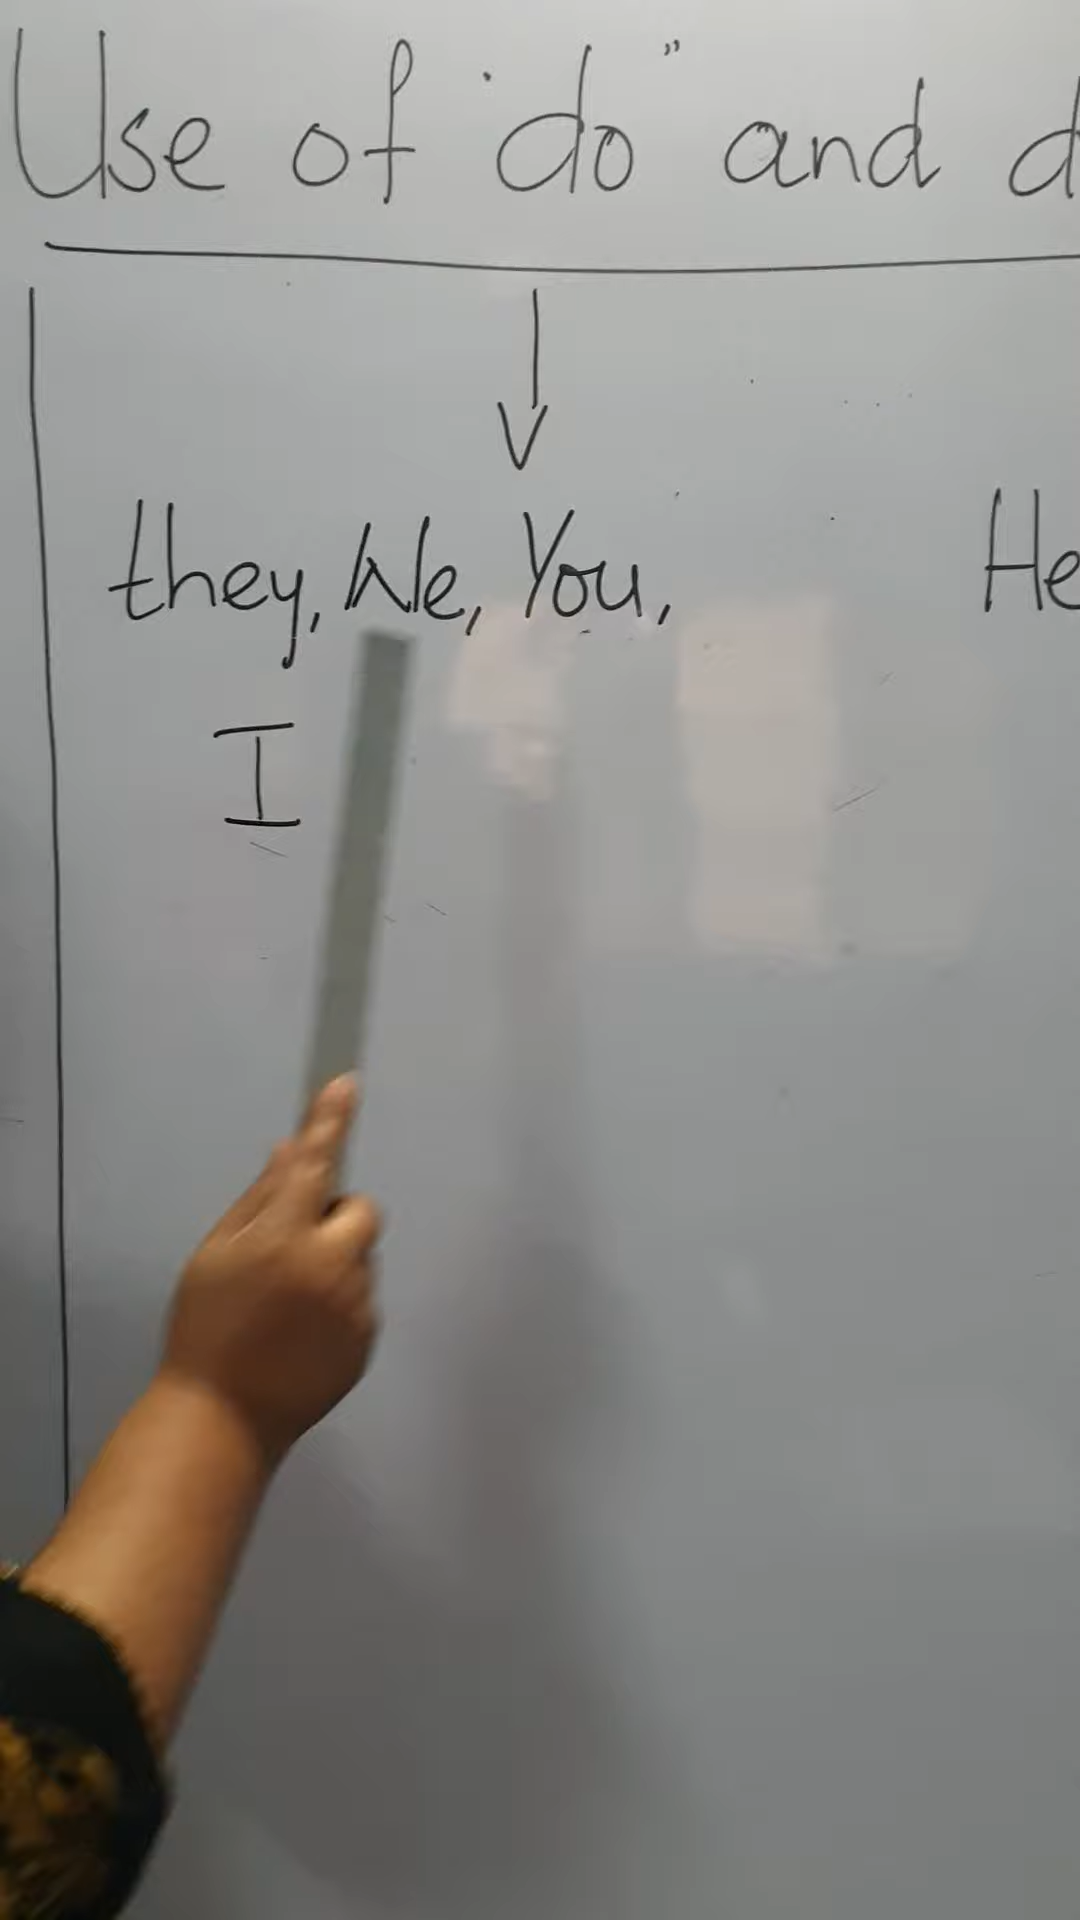 Use of "do" and d
they, We, You, He
I